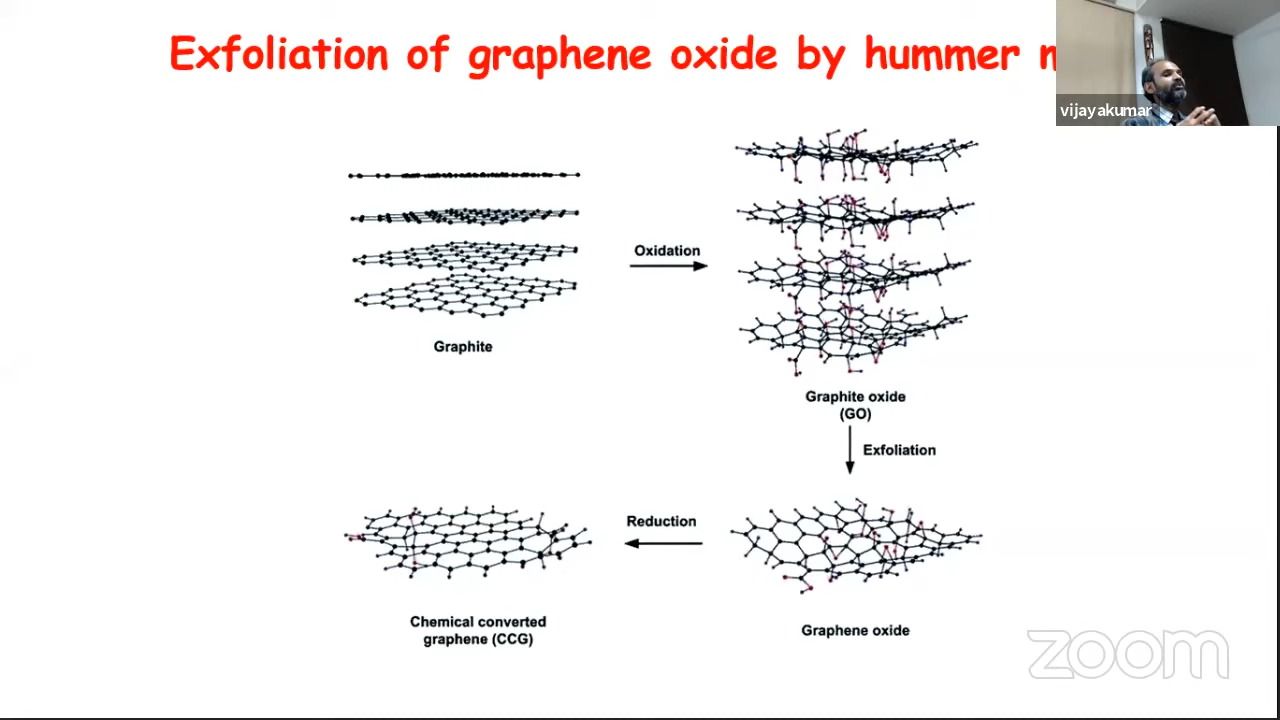 Exfoliation of graphene oxide by hummer
vijayakumar
Oxidation
Graphite
Graphite oxide
(GO)
Exfoliation
Reduction
Chemical converted
graphene (CCG)
Graphene oxide
zoom